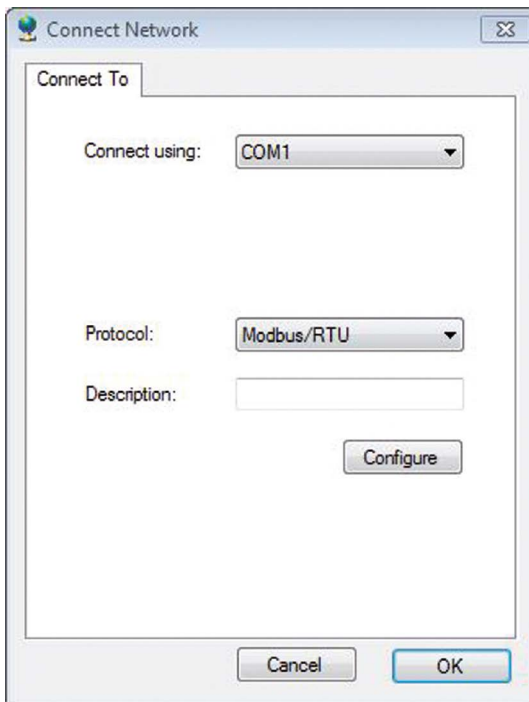 Connect Network
Connect To
Connect using: COM1
Protocol: Modbus/RTU
Description:
Configure
Cancel OK